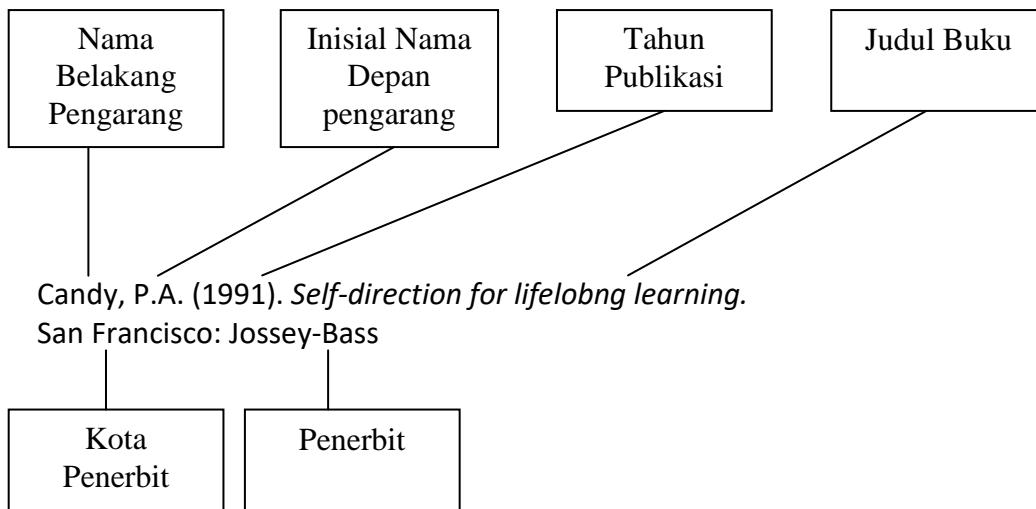 Nama
Belakang
Pengarang
Inisial Nama
Depan
pengarang
Tahun
Publikasi
Judul Buku
Candy, P.A. (1991). Self-direction for lifelobng learning.
San Francisco: Jossey-Bass
Kota
Penerbit
Penerbit